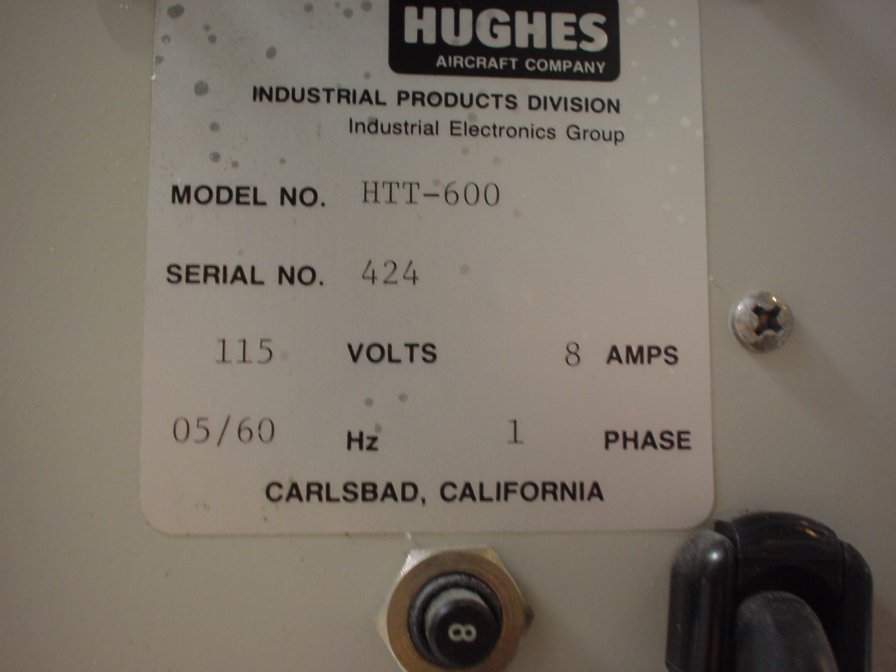 HUGHES
AIRCRAFT COMPANY
INDUSTRIAL PRODUCTS DIVISION
Industrial Electronics Group
MODEL NO. HTT-600
SERIAL NO. 424
115 VOLTS 8 AMPS
05/60 Hz 1 PHASE
CARLSBAD, CALIFORNIA
8